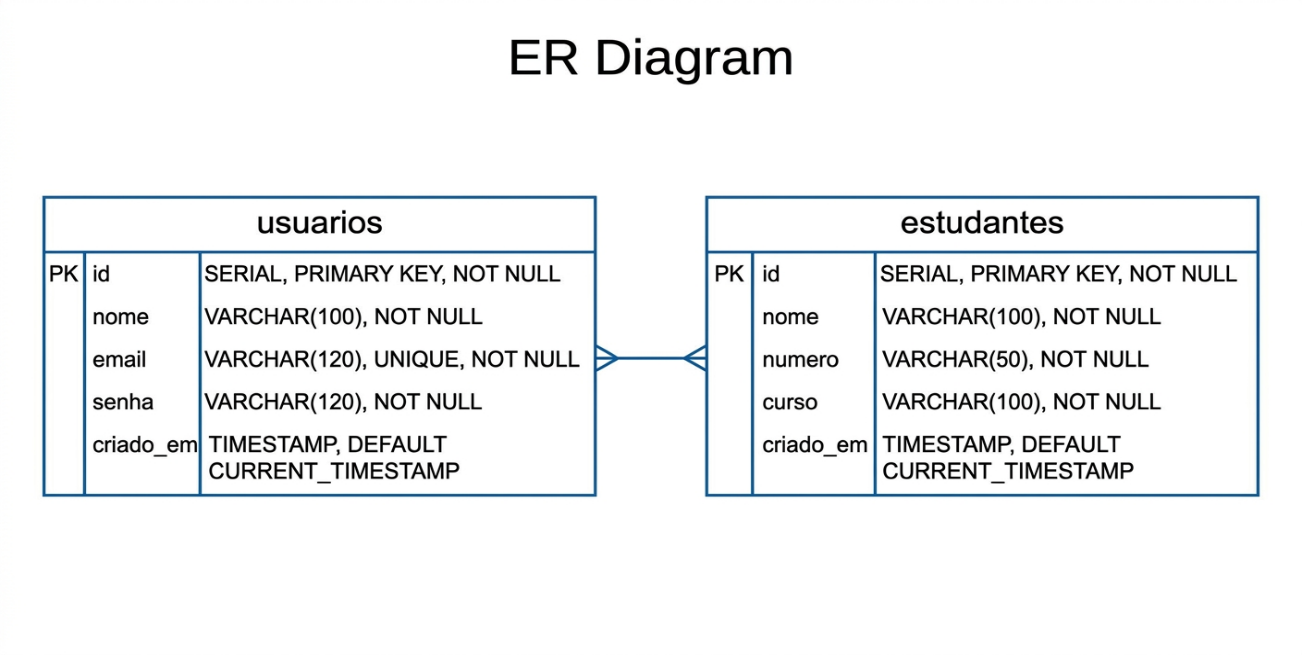 ER Diagram
usuarios
PK id SERIAL, PRIMARY KEY, NOT NULL
nome VARCHAR(100), NOT NULL
email VARCHAR(120), UNIQUE, NOT NULL
senha VARCHAR(120), NOT NULL
criado_em TIMESTAMP, DEFAULT
CURRENT_TIMESTAMP
estudantes
PK id SERIAL, PRIMARY KEY, NOT NULL
nome VARCHAR(100), NOT NULL
numero VARCHAR(50), NOT NULL
curso VARCHAR(100), NOT NULL
criado_em TIMESTAMP, DEFAULT
CURRENT_TIMESTAMP